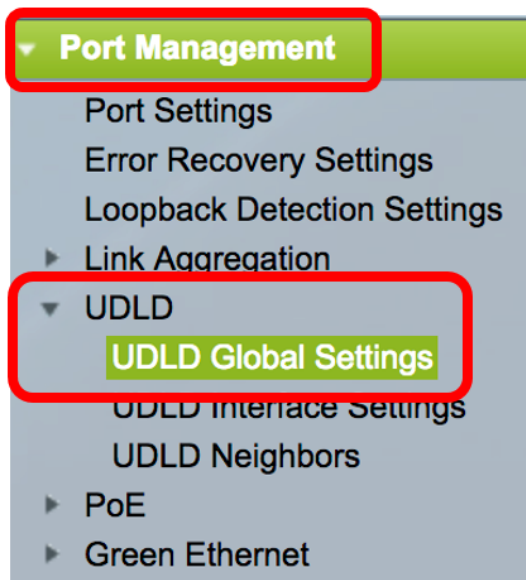 Port Management
Port Settings
Error Recovery Settings
Loopback Detection Settings
Link Aggregation
UDLD
UDLD Global Settings
UDLD Interface Settings
UDLD Neighbors
PoE
Green Ethernet